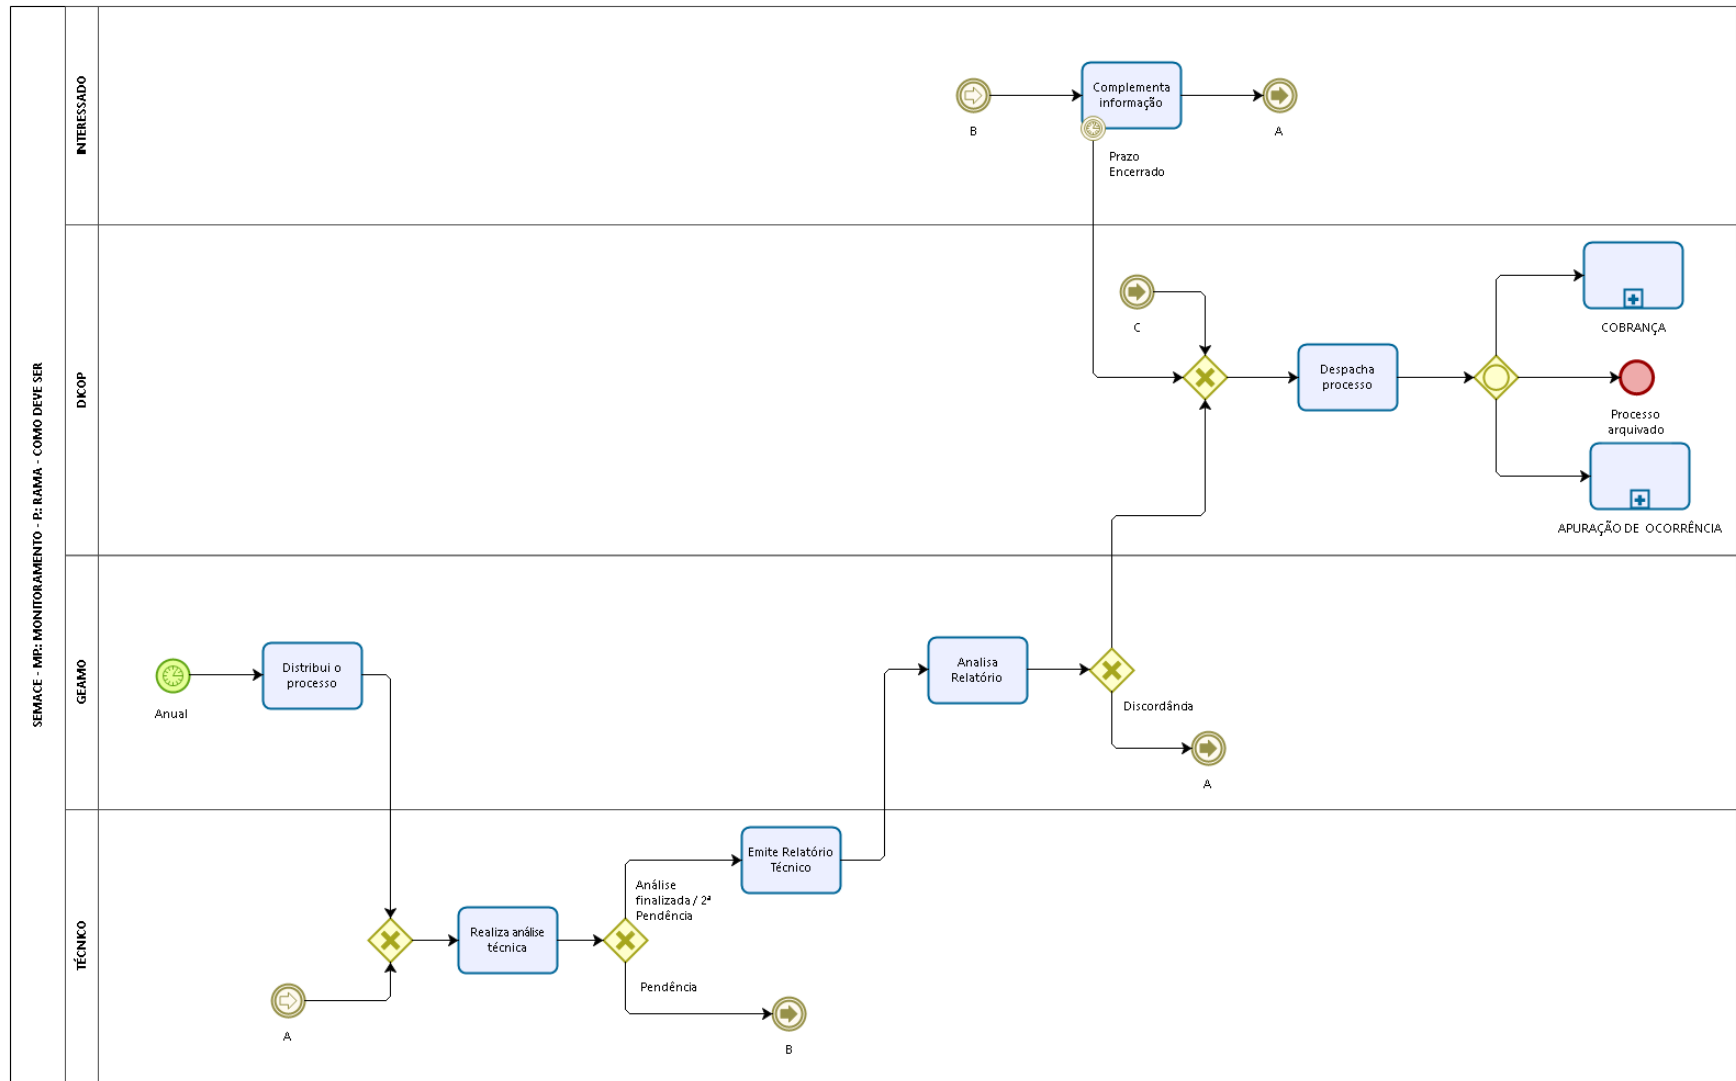 SEMACE - MP.: MONITORAMENTO - P.: RAMA - COMO DEVE SER
INTERESSADO
B
Complementa
informação
A
Prazo
Encerrado
DICOP
C
Despacha
processo
COBRANÇA
Processo
arquivado
APURAÇÃO DE OCORRÊNCIA
GEAMO
Anual
Distribui o
processo
Analisa
Relatório
Discordância
A
TÉCNICO
A
Realiza análise
técnica
Análise
finalizada / 2ª
Pendência
Emite Relatório
Técnico
Pendência
B